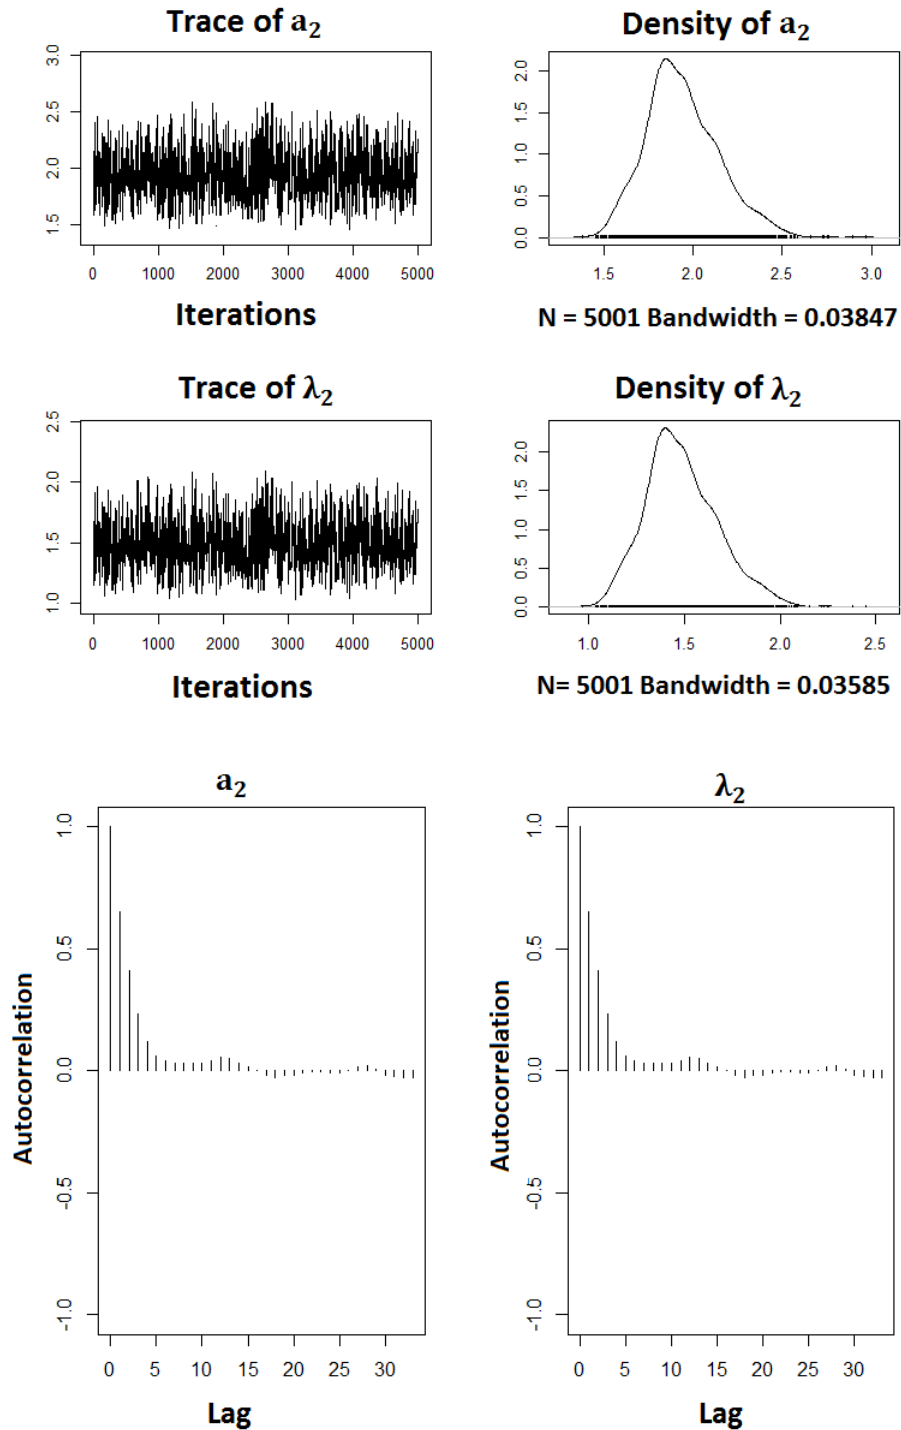 Trace of a₂
3.0
2.5
2.0
1.5
0 1000 2000 3000 4000 5000
Iterations
Density of a₂
2.0
1.5
1.0
0.5
0.0
1.5 2.0 2.5 3.0
N = 5001 Bandwidth = 0.03847
Trace of λ₂
2.5
2.0
1.5
1.0
0 1000 2000 3000 4000 5000
Iterations
Density of λ₂
2.0
1.5
1.0
0.5
0.0
1.0 1.5 2.0 2.5
N= 5001 Bandwidth = 0.03585
a₂
Autocorrelation
1.0
0.5
0.0
-0.5
-1.0
0 5 10 15 20 25 30
Lag
λ₂
Autocorrelation
1.0
0.5
0.0
-0.5
-1.0
0 5 10 15 20 25 30
Lag